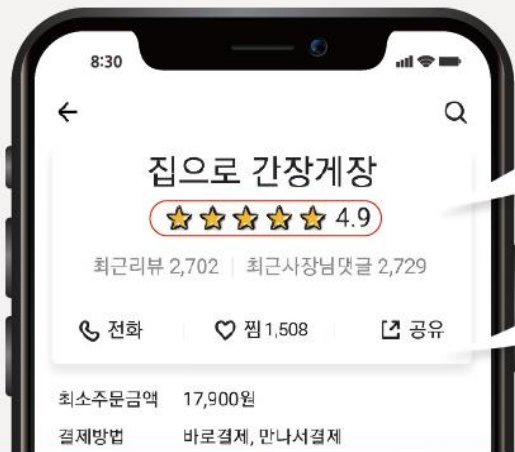 8:30
집으로 간장게장
4.9
최근리뷰 2,702 | 최근사장님댓글 2,729
전화 찜 1,508 공유
최소주문금액 17,900원
결제방법 바로결제, 만나서결제